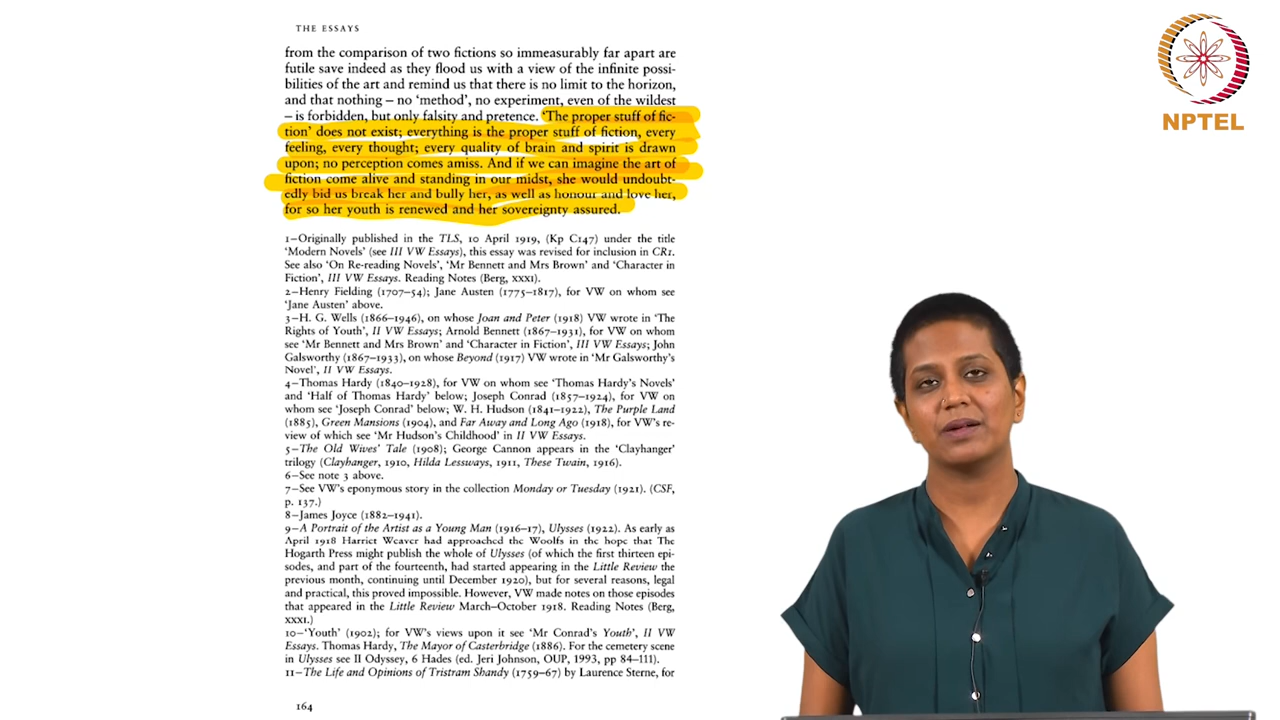 THE ESSAYS
from the comparison of two fictions so immeasurably far apart are
futile save indeed as they flood us with a view of the infinite possi-
bilities of the art and remind us that there is no limit to the horizon,
and that nothing – no 'method', no experiment, even of the wildest
– is forbidden, but only falsity and pretence. 'The proper stuff of fic-
tion' does not exist; everything is the proper stuff of fiction, every
feeling, every thought; every quality of brain and spirit is drawn
upon; no perception comes amiss. And if we can imagine the art of
fiction come alive and standing in our midst, she would undoubt-
edly bid us break her and bully her, as well as honour and love her,
for so her youth is renewed and her sovereignty assured.
1–Originally published in the TLS, 10 April 1919, (Kp C147) under the title
'Modern Novels' (see III VW Essays), this essay was revised for inclusion in CR1.
See also 'On Re-reading Novels', 'Mr Bennett and Mrs Brown' and 'Character in
Fiction', III VW Essays. Reading Notes (Berg, XXXI).
2–Henry Fielding (1707–54); Jane Austen (1775–1817), for VW on whom see
'Jane Austen' above.
3–H. G. Wells (1866–1946), on whose Joan and Peter (1918) VW wrote in 'The
Rights of Youth', II VW Essays; Arnold Bennett (1867–1931), for VW on whom
see 'Mr Bennett and Mrs Brown' and 'Character in Fiction', III VW Essays; John
Galsworthy (1867–1933), on whose Beyond (1917) VW wrote in 'Mr Galsworthy's
Novel', II VW Essays.
4–Thomas Hardy (1840–1928), for VW on whom see 'Thomas Hardy's Novels'
and 'Half of Thomas Hardy' below; Joseph Conrad (1857–1924), for VW on
whom see 'Joseph Conrad' below; W. H. Hudson (1841–1922), The Purple Land
(1885), Green Mansions (1904), and Far Away and Long Ago (1918), for VW's re-
view of which see 'Mr Hudson's Childhood' in II VW Essays.
5–The Old Wives' Tale (1908); George Cannon appears in the 'Clayhanger'
trilogy (Clayhanger, 1910, Hilda Lessways, 1911, These Twain, 1916).
6–See note 3 above.
7–See VW's eponymous story in the collection Monday or Tuesday (1921). (CSF,
p. 137.)
8–James Joyce (1882–1941).
9–A Portrait of the Artist as a Young Man (1916–17), Ulysses (1922). As early as
April 1918 Harriet Weaver had approached the Woolfs in the hope that The
Hogarth Press might publish the whole of Ulysses (of which the first thirteen epi-
sodes, and part of the fourteenth, had started appearing in the Little Review the
previous month, continuing until December 1920), but for several reasons, legal
and practical, this proved impossible. However, VW made notes on those episodes
that appeared in the Little Review March–October 1918. Reading Notes (Berg,
XXXI.)
10–'Youth' (1902); for VW's views upon it see 'Mr Conrad's Youth', II VW
Essays. Thomas Hardy, The Mayor of Casterbridge (1886). For the cemetery scene
in Ulysses see II Odyssey, 6 Hades (ed. Jeri Johnson, OUP, 1993, pp 84–111).
11–The Life and Opinions of Tristram Shandy (1759–67) by Laurence Sterne, for
164
NPTEL